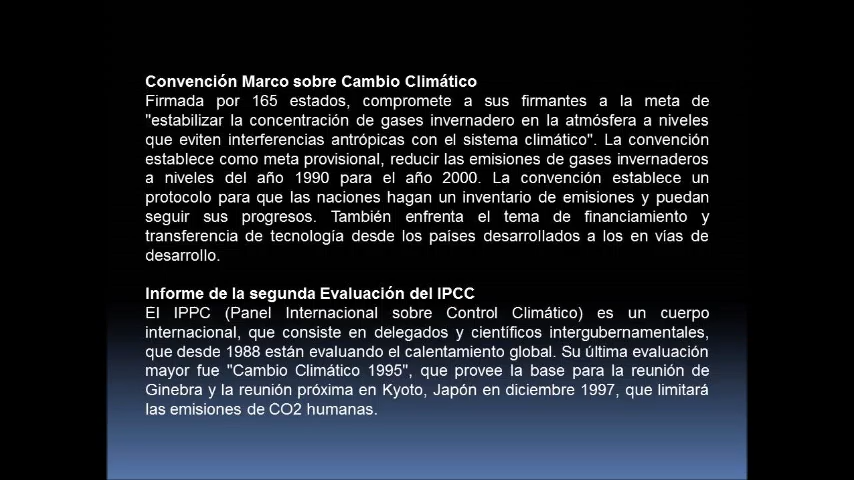 Convención Marco sobre Cambio Climático
Firmada por 165 estados, compromete a sus firmantes a la meta de
"estabilizar la concentración de gases invernadero en la atmósfera a niveles
que eviten interferencias antrópicas con el sistema climático". La convención
establece como meta provisional, reducir las emisiones de gases invernaderos
a niveles del año 1990 para el año 2000. La convención establece un
protocolo para que las naciones hagan un inventario de emisiones y puedan
seguir sus progresos. También enfrenta el tema de financiamiento y
transferencia de tecnología desde los países desarrollados a los en vías de
desarrollo.
Informe de la segunda Evaluación del IPCC
El IPPC (Panel Internacional sobre Control Climático) es un cuerpo
internacional, que consiste en delegados y científicos intergubernamentales,
que desde 1988 están evaluando el calentamiento global. Su última evaluación
mayor fue "Cambio Climático 1995", que provee la base para la reunión de
Ginebra y la reunión próxima en Kyoto, Japón en diciembre 1997, que limitará
las emisiones de CO2 humanas.